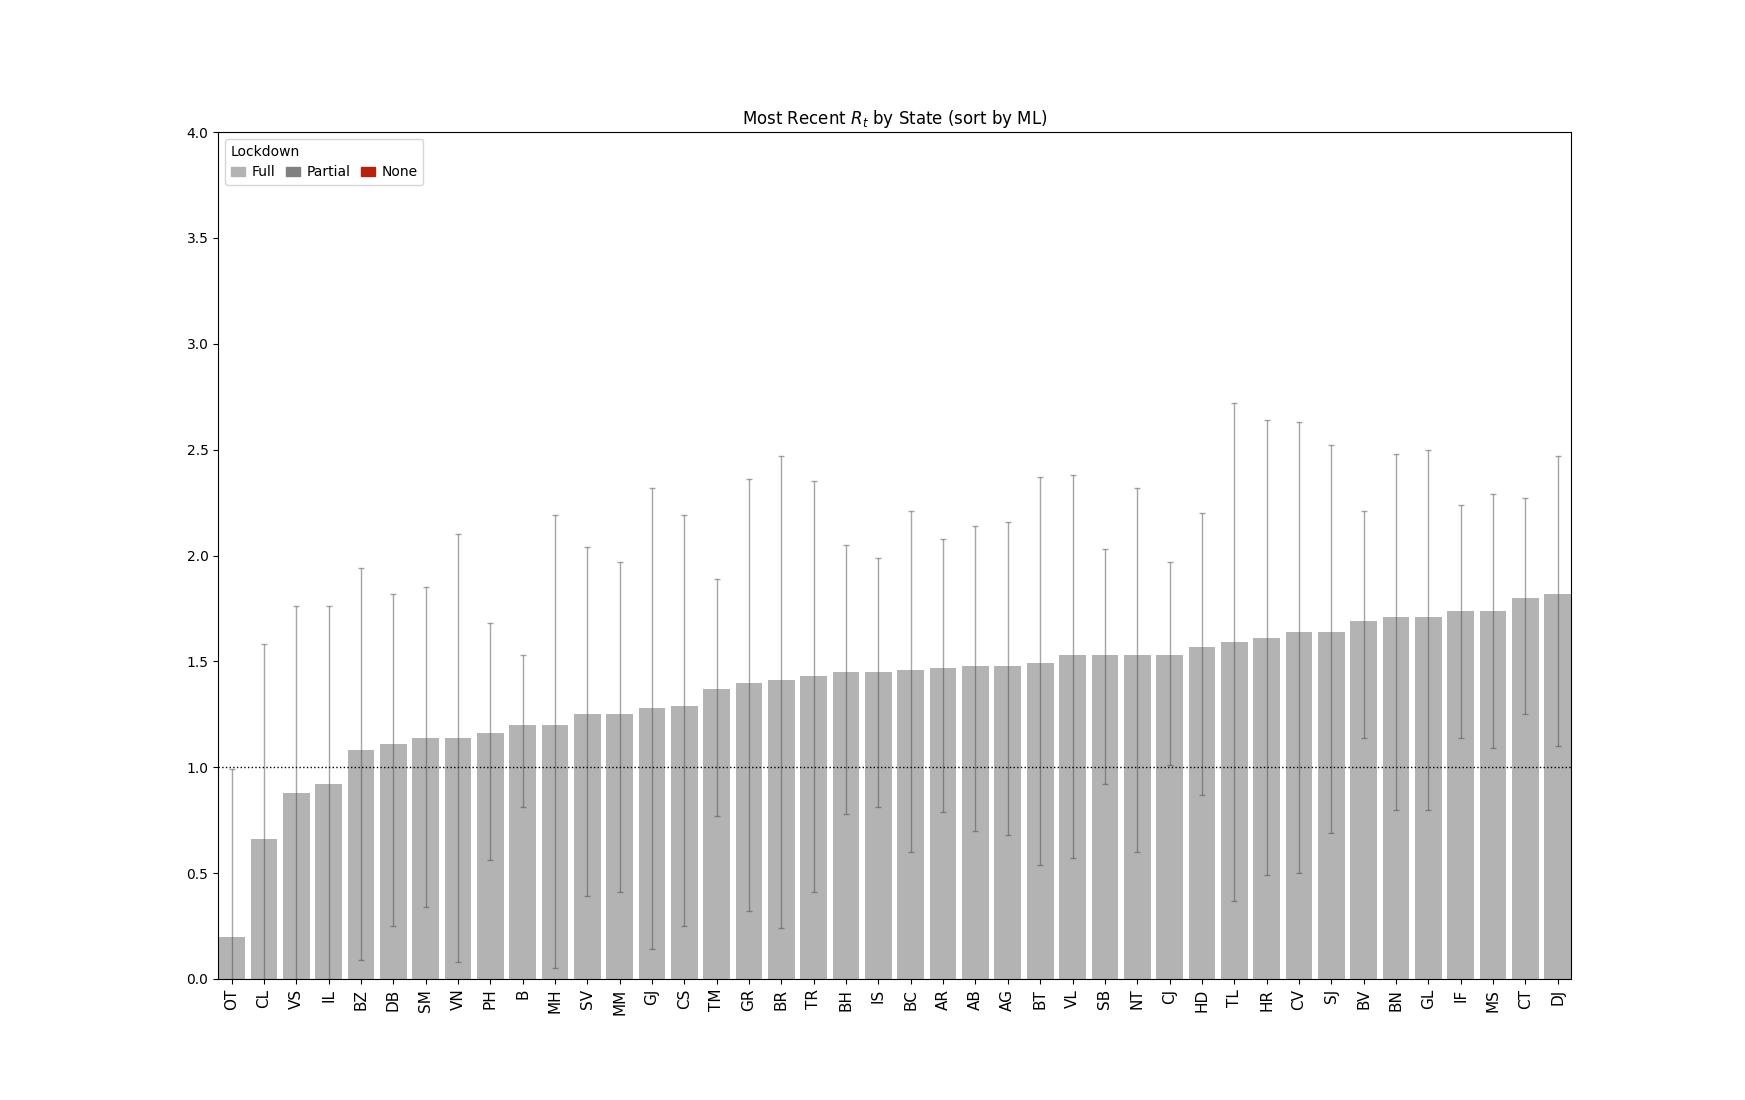 Most Recent R_t by State (sort by ML)
4.0
Lockdown
Full Partial None
3.5
3.0
2.5
2.0
1.5
1.0
0.5
0.0
OT CL VS IL BZ DB SM VN PH B MH SV MM GJ CS TM GR BR TR BH IS BC AR AB AG BT VL SB NT CJ HD TL HR CV SJ BV BN GL IF MS CT DJ